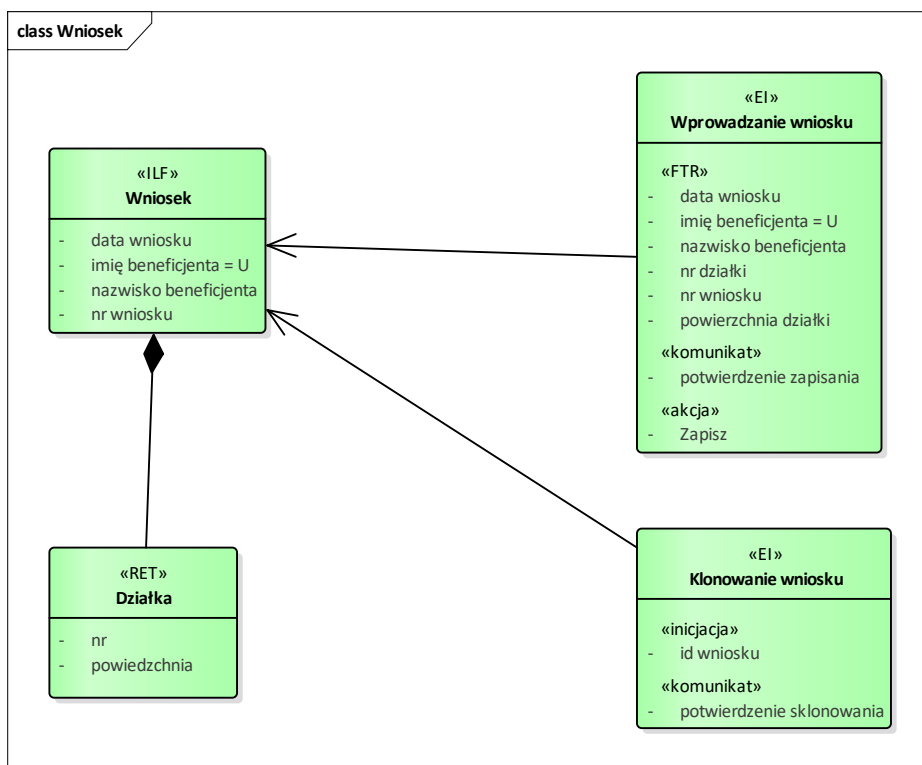 class Wniosek
«ILF»
Wniosek
- data wniosku
- imię beneficjenta = U
- nazwisko beneficjenta
- nr wniosku
«EI»
Wprowadzanie wniosku
«FTR»
- data wniosku
- imię beneficjenta = U
- nazwisko beneficjenta
- nr działki
- nr wniosku
- powierzchnia działki
«komunikat»
- potwierdzenie zapisania
«akcja»
- Zapisz
«RET»
Działka
- nr
- powiedzchnia
«EI»
Klonowanie wniosku
«inicjacja»
- id wniosku
«komunikat»
- potwierdzenie sklonowania